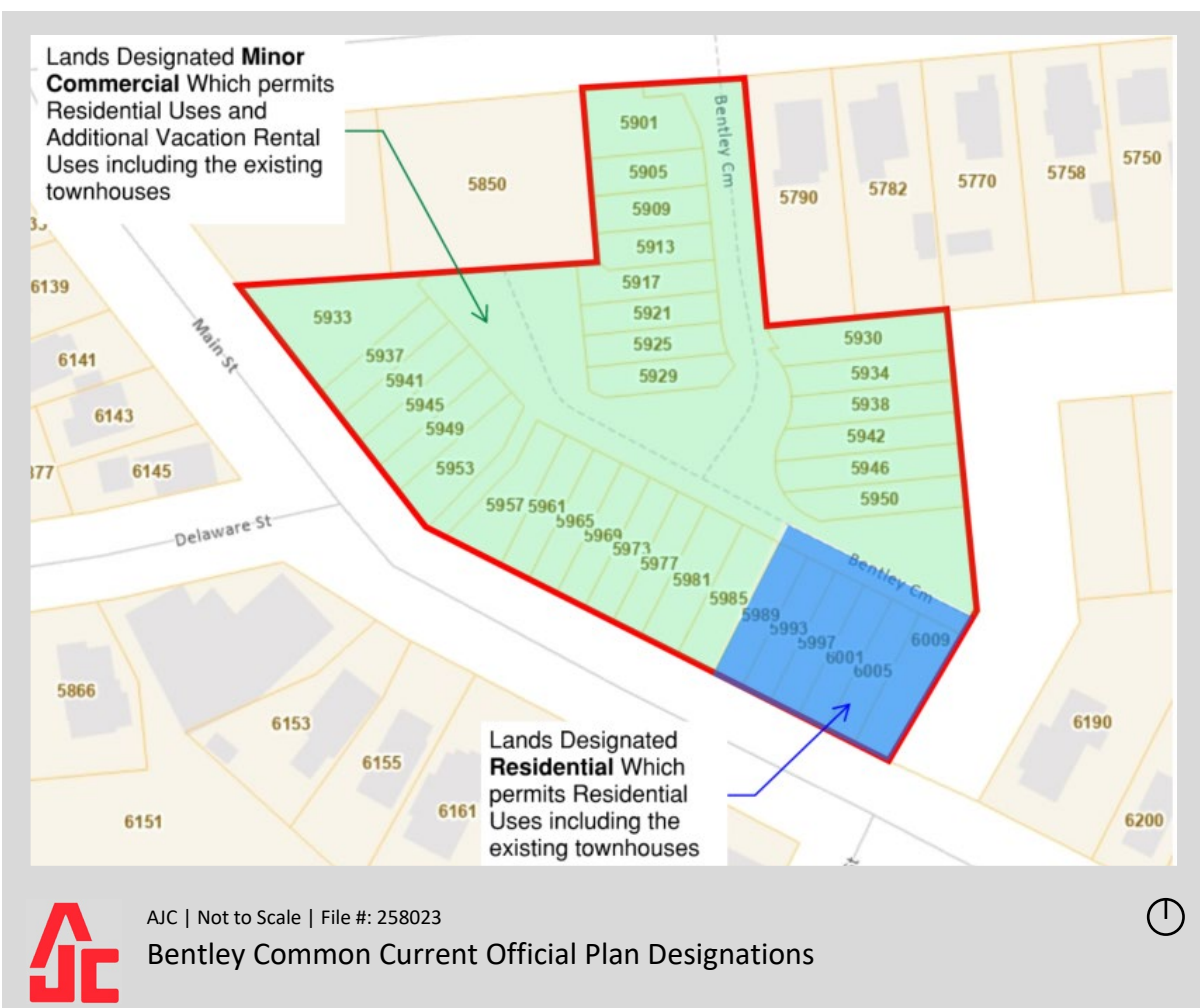 Lands Designated Minor
Commercial Which permits
Residential Uses and
Additional Vacation Rental
Uses including the existing
townhouses
5850
5901
5905
5909
5913
5917
5921
5925
5929
Bentley Cm
5790
5782
5770
5758
5750
6139
6141
6143
6145
Main St
Delaware St
5933
5937
5941
5945
5949
5953
5957
5961
5965
5969
5973
5977
5981
5985
5989
5993
5997
6001
6005
6009
Bentley Cm
5930
5934
5938
5942
5946
5950
5866
6153
6155
6151
6161
6190
6200
Lands Designated
Residential Which
permits Residential
Uses including the
existing townhouses
AJC
AJC | Not to Scale | File #: 258023
Bentley Common Current Official Plan Designations